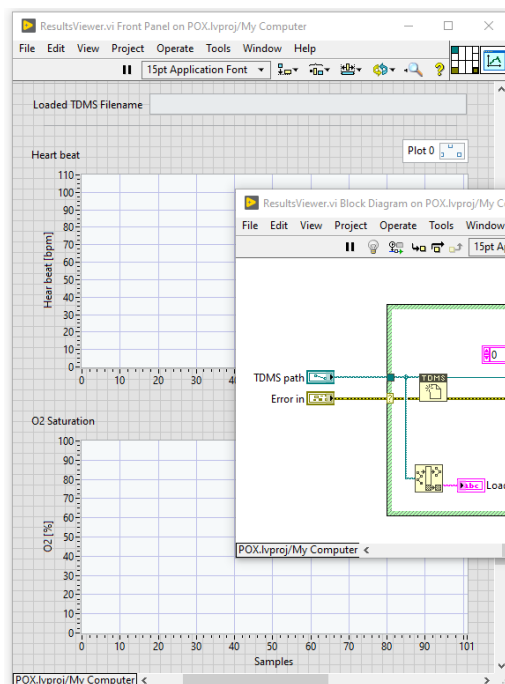 ResultsViewer.vi Front Panel on POX.lvproj/My Computer
File Edit View Project Operate Tools Window Help
15pt Application Font
Loaded TDMS Filename
Heart beat
Plot 0
110
100
90
80
70
60
50
40
30
20
10
0
Hear beat [bpm]
0 10 20 30 40
O2 Saturation
100
90
80
70
60
50
40
30
20
10
0
O2 [%]
0 10 20 30 40 50 60 70 80 90 101
Samples
POX.lvproj/My Computer
ResultsViewer.vi Block Diagram on POX.lvproj/My Co
File Edit View Project Operate Tools Window
15pt Ap
0
TDMS path
TDMS
Error in
abc
Load
POX.lvproj/My Computer